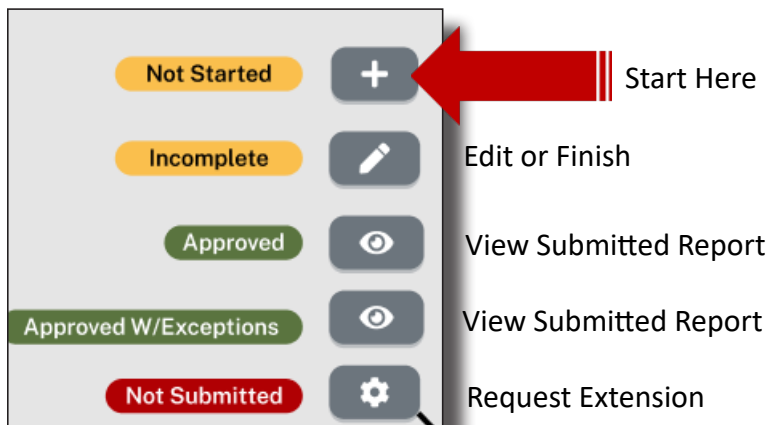 Not Started Start Here
Incomplete Edit or Finish
Approved View Submitted Report
Approved W/Exceptions View Submitted Report
Not Submitted Request Extension